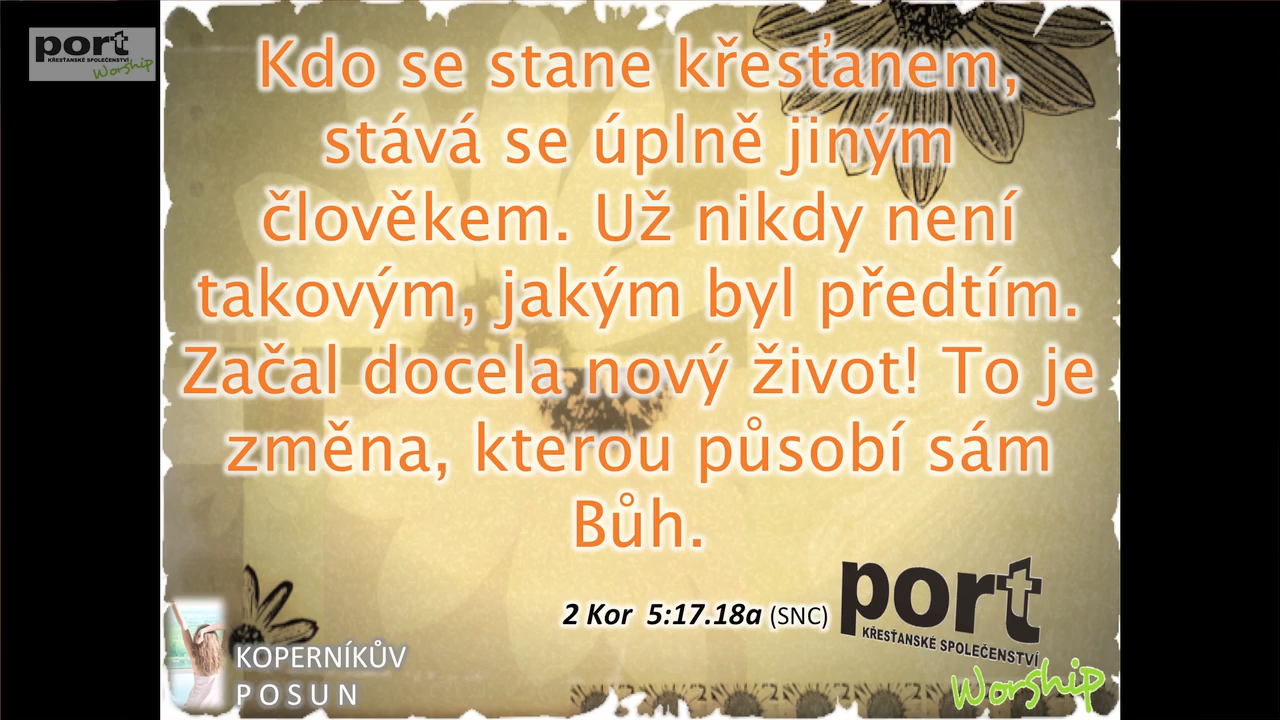 port
KŘESŤANSKÉ SPOLEČENSTVÍ
Worship
Kdo se stane křesťanem,
stává se úplně jiným
člověkem. Už nikdy není
takovým, jakým byl předtím.
Začal docela nový život! To je
změna, kterou působí sám
Bůh.
2 Kor 5:17.18a (SNC)
port
KŘESŤANSKÉ SPOLEČENSTVÍ
Worship
KOPERNÍKŮV
POSUN